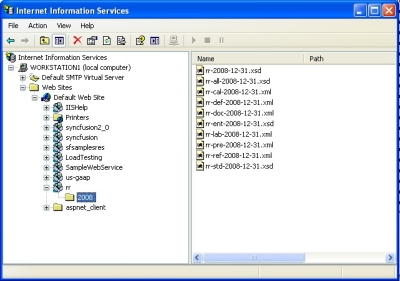 Internet Information Services
File Action View Help
Internet Information Services
WORKSTATION1 (local computer)
Default SMTP Virtual Server
Web Sites
Default Web Site
IISHelp
Printers
syncfusion2_0
syncfusion
sfsamplesres
LoadTesting
SampleWebService
us-gaap
rr
2008
aspnet_client
Name Path
rr-2008-12-31.xsd
rr-all-2008-12-31.xsd
rr-cal-2008-12-31.xml
rr-def-2008-12-31.xml
rr-doc-2008-12-31.xml
rr-ent-2008-12-31.xsd
rr-lab-2008-12-31.xml
rr-pre-2008-12-31.xml
rr-ref-2008-12-31.xml
rr-std-2008-12-31.xsd